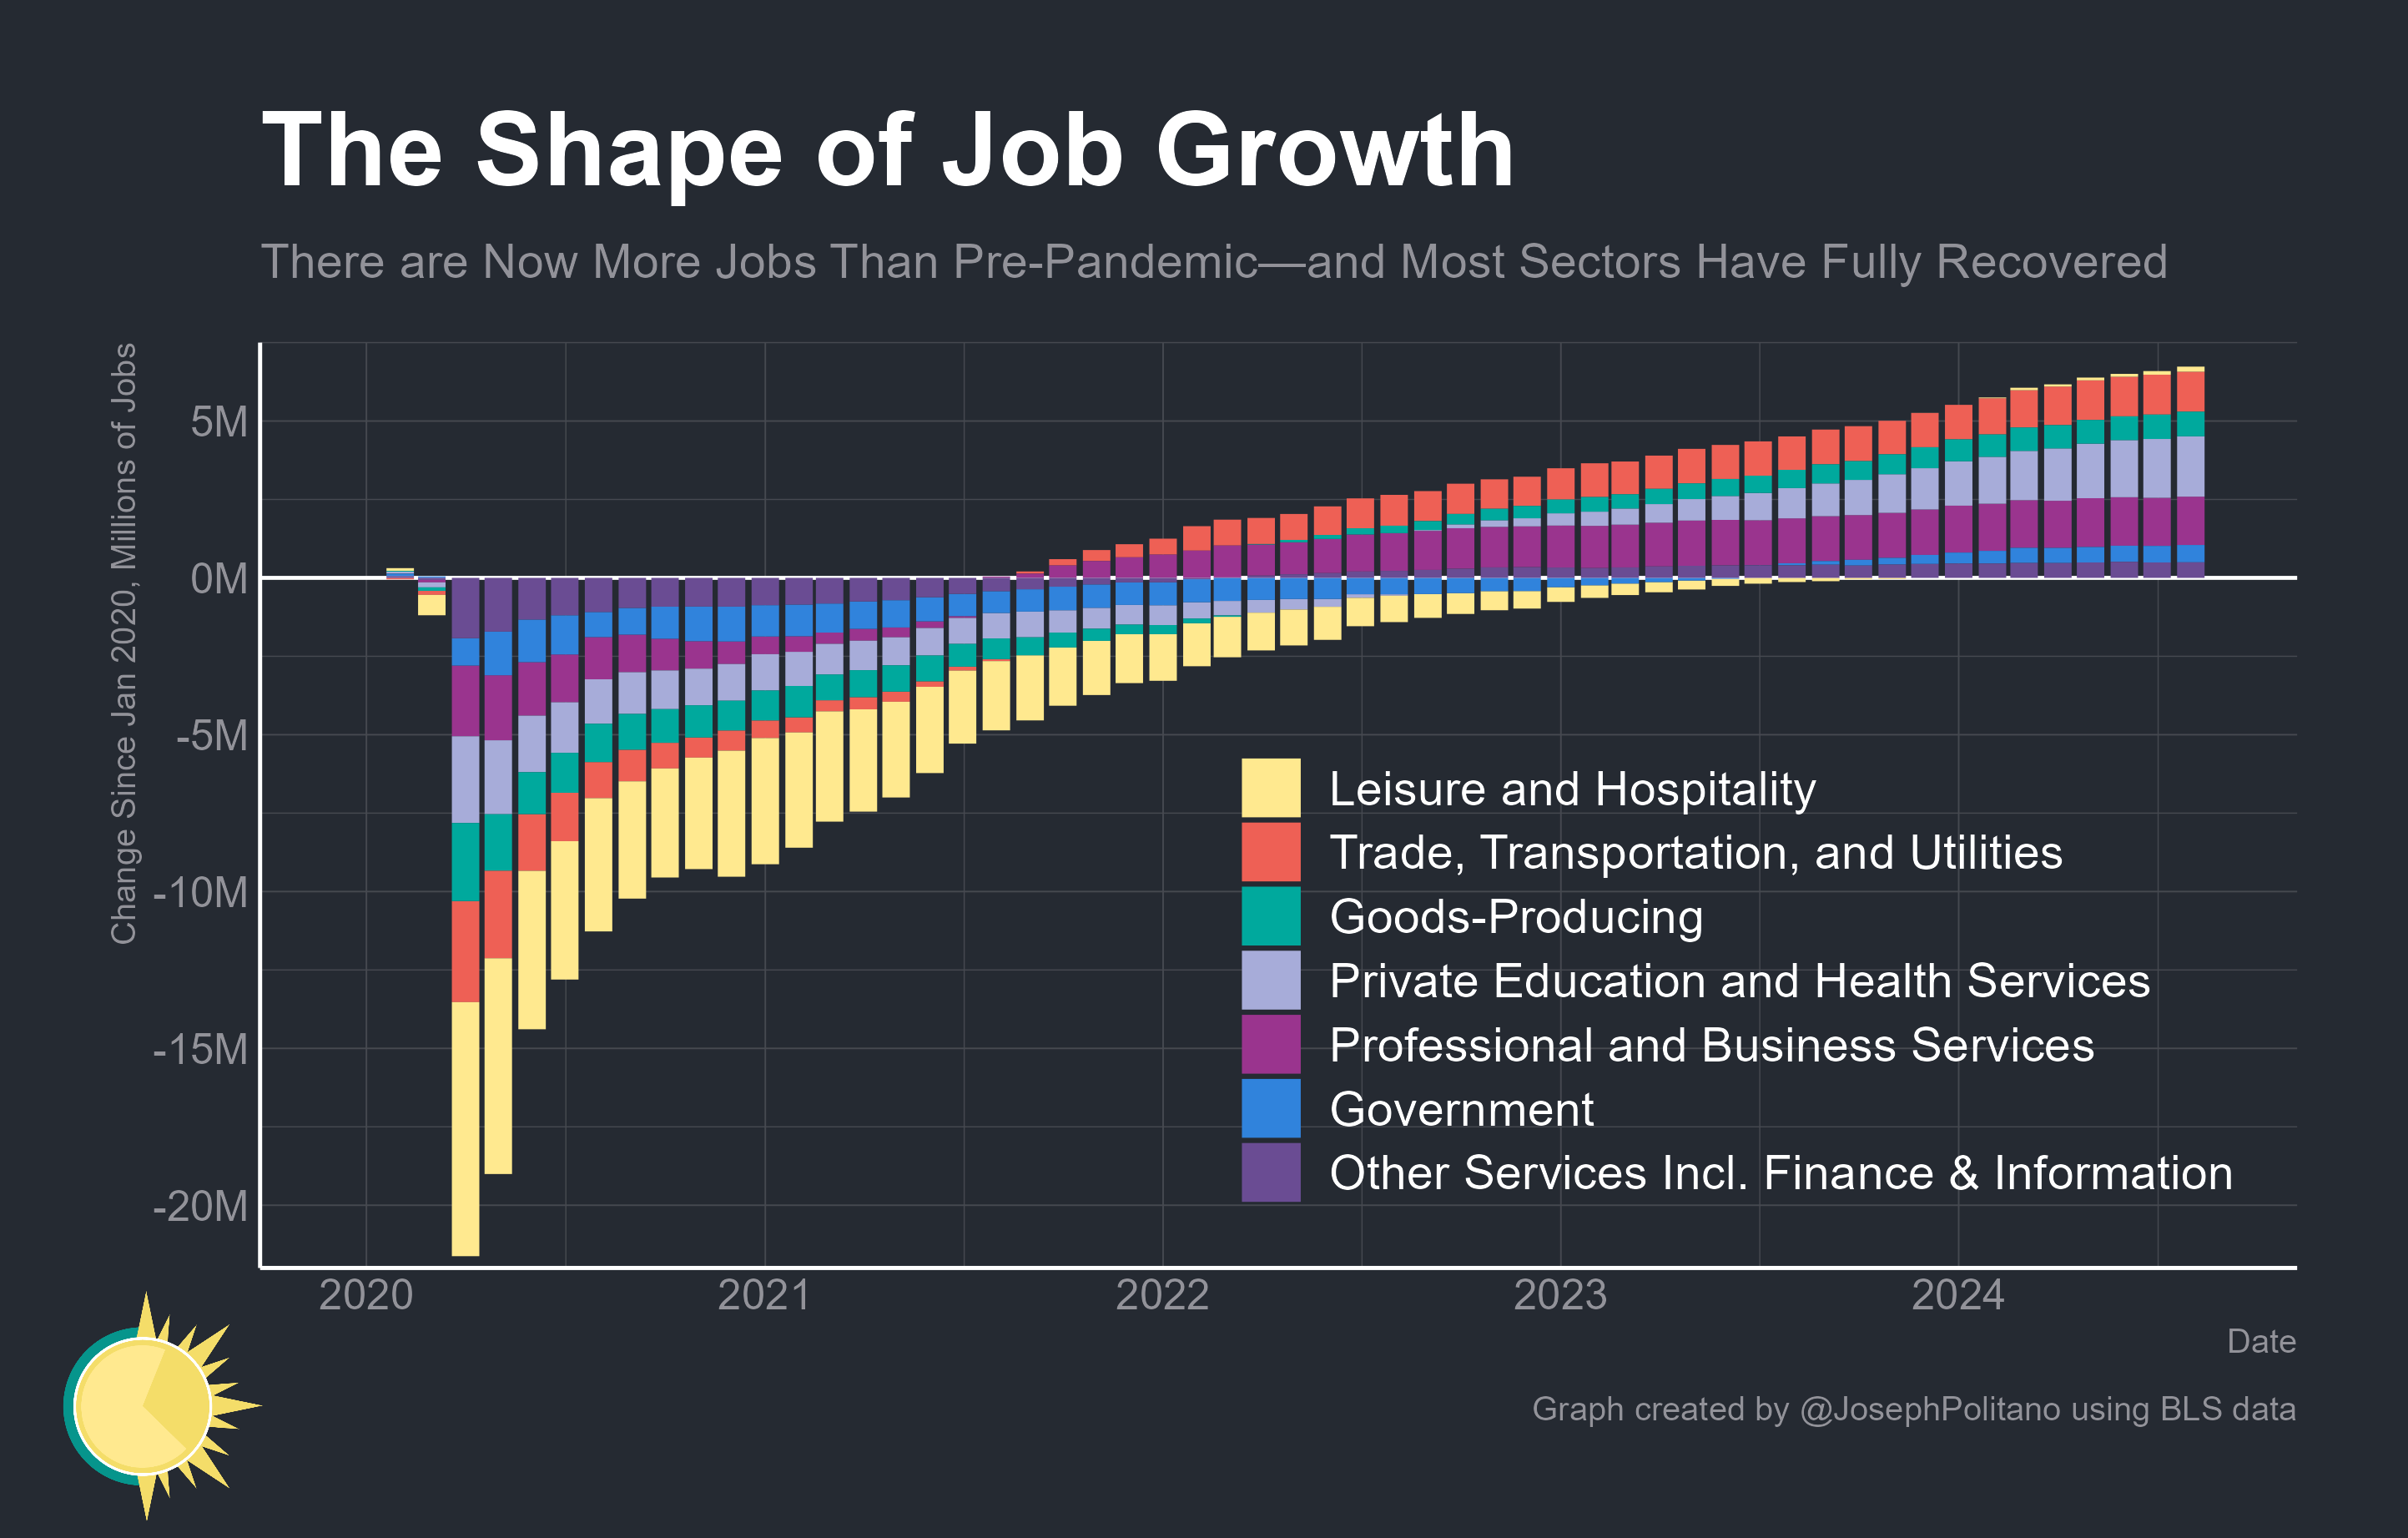 The Shape of Job Growth
There are Now More Jobs Than Pre-Pandemic—and Most Sectors Have Fully Recovered
Change Since Jan 2020, Millions of Jobs
5M
0M
-5M
-10M
-15M
-20M
Leisure and Hospitality
Trade, Transportation, and Utilities
Goods-Producing
Private Education and Health Services
Professional and Business Services
Government
Other Services Incl. Finance & Information
2020 2021 2022 2023 2024
Date
Graph created by @JosephPolitano using BLS data